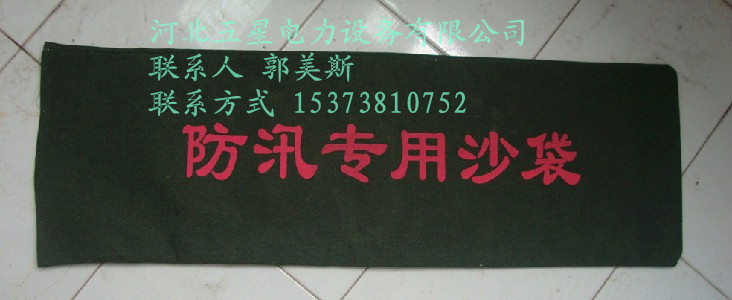 河北五星电力设备有限公司
联系人 郭美斯
联系方式 15373810752
防汛专用沙袋